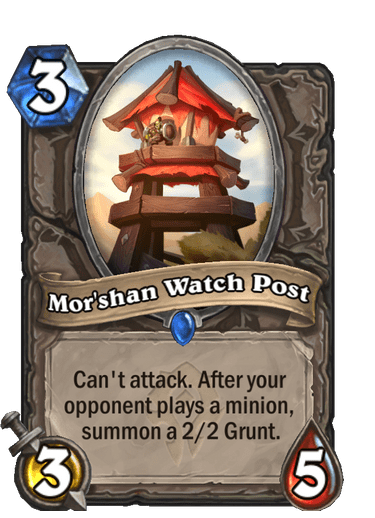 3
Mor'shan Watch Post
Can't attack. After your
opponent plays a minion,
summon a 2/2 Grunt.
3
5